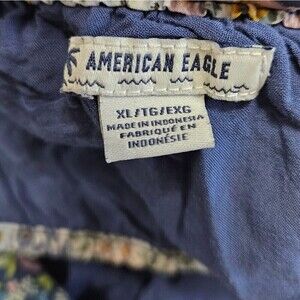 AMERICAN EAGLE
XL/TG/EXG
MADE IN INDONESIA
FABRIQUÉ EN
INDONÉSIE